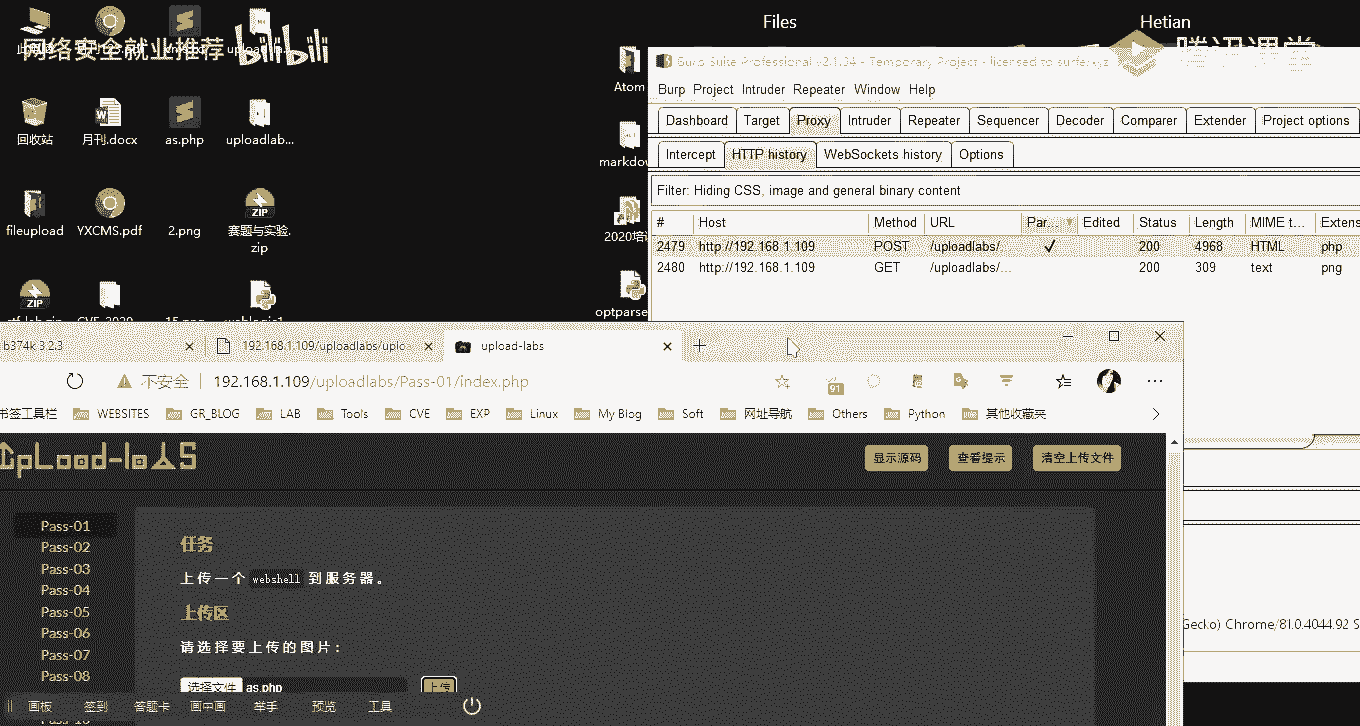 Files
Hetian
网络安全就业推荐
bilibili
腾讯课堂
回收站
月刊.docx
as.php
uploadlab...
fileupload
YXCMS.pdf
2.png
赛题与实验.
zip
Atom
Burp Suite Professional v2.1.04 - Temporary Project - licensed to surferxyz
Burp Project Intruder Repeater Window Help
Dashboard Target Proxy Intruder Repeater Sequencer Decoder Comparer Extender Project options
Intercept HTTP history WebSockets history Options
Filter: Hiding CSS, image and general binary content
# Host Method URL Par... Edited Status Length MIME t... Extens
2479 http://192.168.1.109 POST /uploadlabs/... ✓ 200 4968 HTML php
2480 http://192.168.1.109 GET /uploadlabs/... 200 309 text png
b374k 3.2.3
192.168.1.109/uploadlabs/uplo
upload-labs
不安全 192.168.1.109/uploadlabs/Pass-01/index.php
91
书签工具栏 WEBSITES GR_BLOG LAB Tools CVE EXP Linux My Blog Soft 网址导航 Others Python 其他收藏夹
UpLoad-labS
显示源码 查看提示 清空上传文件
Pass-01
Pass-02
Pass-03
Pass-04
Pass-05
Pass-06
Pass-07
Pass-08
任务
上传一个 webshell 到服务器。
上传区
请选择要上传的图片：
选择文件 as.php 上传
Gecko) Chrome/81.0.4044.92 S
画板 签到 答题卡 画中画 举手 预览 工具